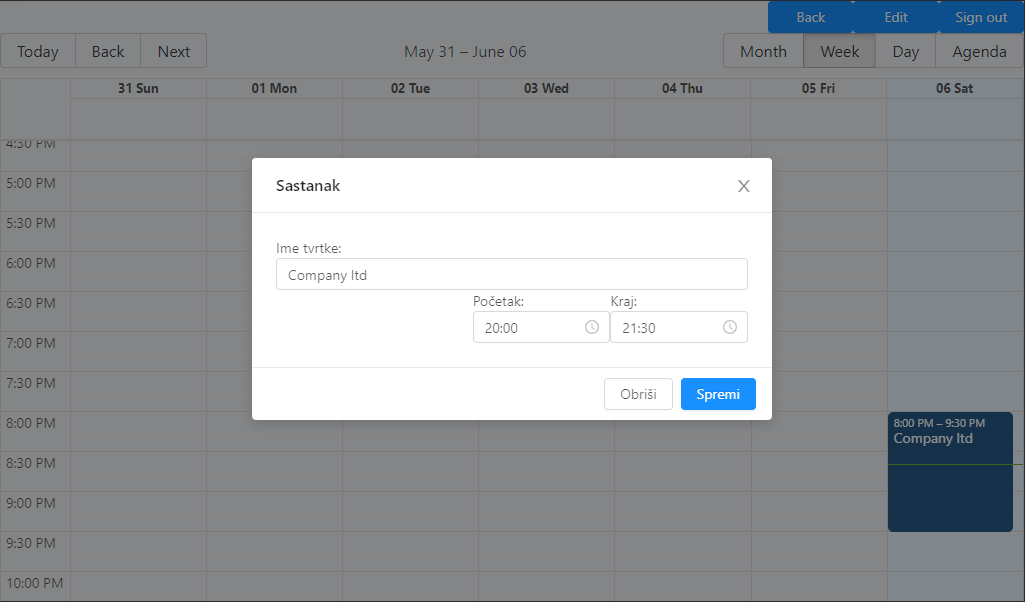 Back Edit Sign out
Today Back Next May 31 – June 06 Month Week Day Agenda
31 Sun 01 Mon 02 Tue 03 Wed 04 Thu 05 Fri 06 Sat
4:30 PM
5:00 PM
5:30 PM
6:00 PM
6:30 PM
7:00 PM
7:30 PM
8:00 PM
8:30 PM
9:00 PM
9:30 PM
10:00 PM
Sastanak
Ime tvrtke:
Company ltd
Početak: Kraj:
20:00 21:30
Obriši Spremi
8:00 PM – 9:30 PM
Company ltd